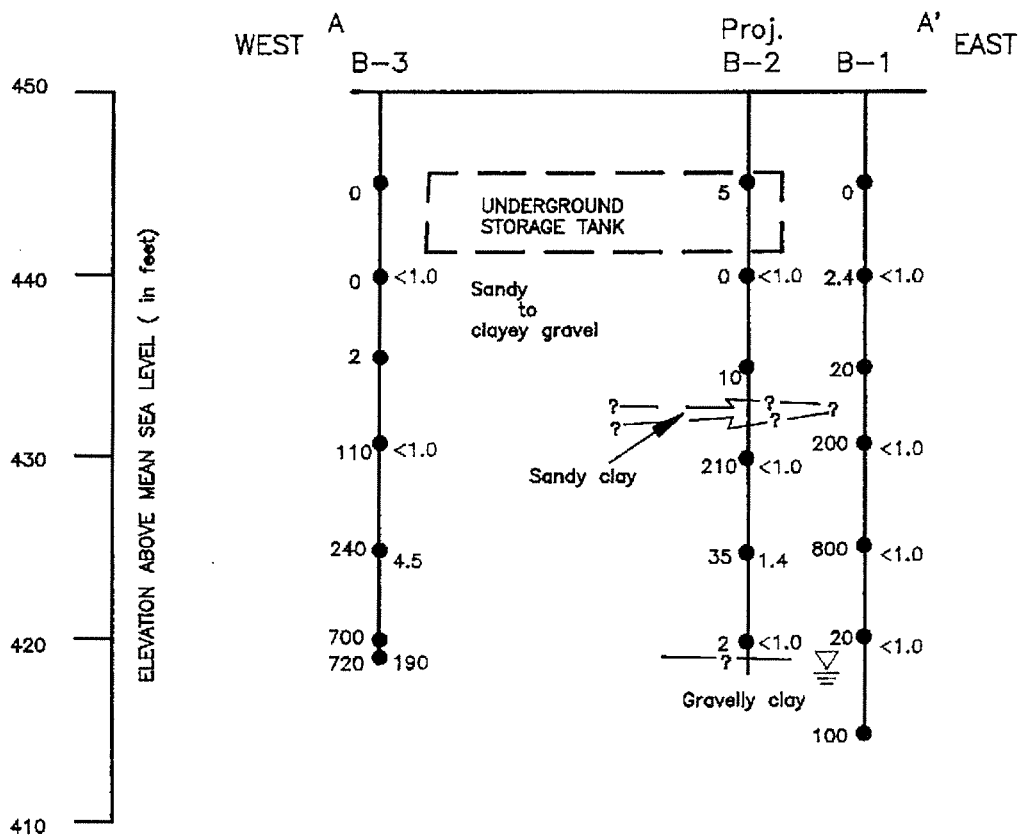 A
A'
WEST
Proj.
EAST
B-3
B-2
B-1
450
0
5
0
UNDERGROUND
STORAGE TANK
440
0
<1.0
0
<1.0
2.4
<1.0
Sandy
to
clayey gravel
2
10
20
?
?
?
?
?
430
110
<1.0
210
<1.0
200
<1.0
Sandy clay
240
4.5
35
1.4
800
<1.0
420
700
2
<1.0
20
<1.0
720
190
?
Gravelly clay
100
410
ELEVATION ABOVE MEAN SEA LEVEL ( in feet)